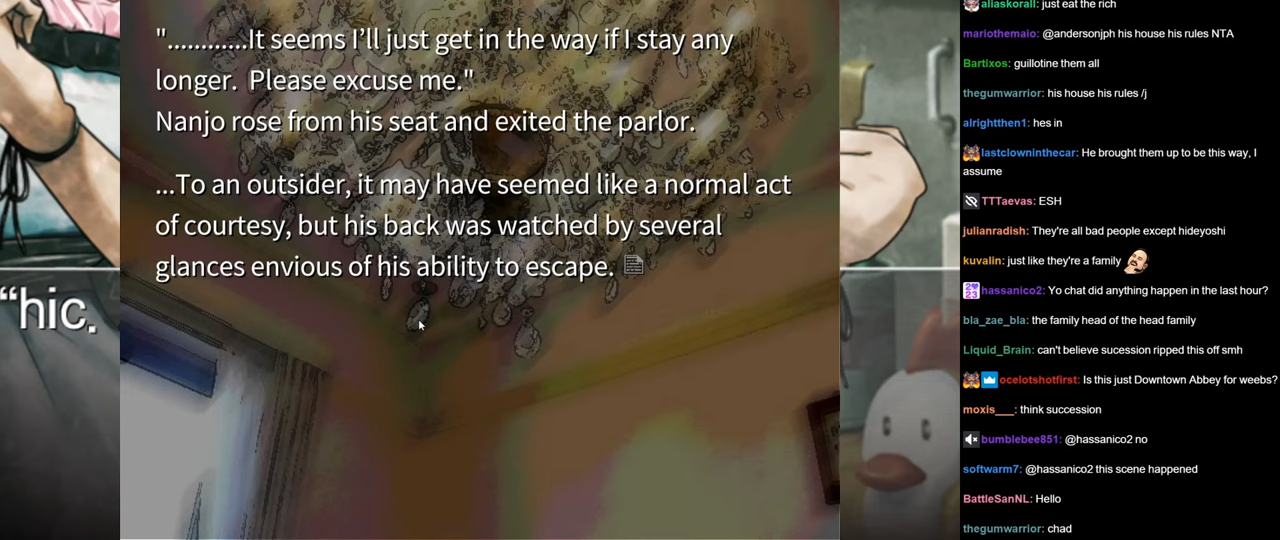 "............It seems I’ll just get in the way if I stay any
longer.  Please excuse me."
Nanjo rose from his seat and exited the parlor.
...To an outsider, it may have seemed like a normal act
of courtesy, but his back was watched by several
glances envious of his ability to escape.
“hic.
aliaskorall: just eat the rich
mariothemaio: @andersonjph his house his rules NTA
Bartixos: guillotine them all
thegumwarrior: his house his rules /j
alrightthen1: hes in
lastclowninthecar: He brought them up to be this way, I
assume
TTTaevas: ESH
julianradish: They're all bad people except hideyoshi
kuvalin: just like they're a family
hassanico2: Yo chat did anything happen in the last hour?
bla_zae_bla: the family head of the head family
Liquid_Brain: can't believe sucession ripped this off smh
ocelotshotfirst: Is this just Downtown Abbey for weebs?
moxis___: think succession
bumblebee851: @hassanico2 no
softwarm7: @hassanico2 this scene happened
BattleSanNL: Hello
thegumwarrior: chad